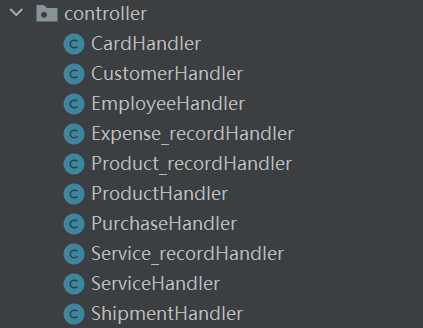 controller
CardHandler
CustomerHandler
EmployeeHandler
Expense_recordHandler
Product_recordHandler
ProductHandler
PurchaseHandler
Service_recordHandler
ServiceHandler
ShipmentHandler